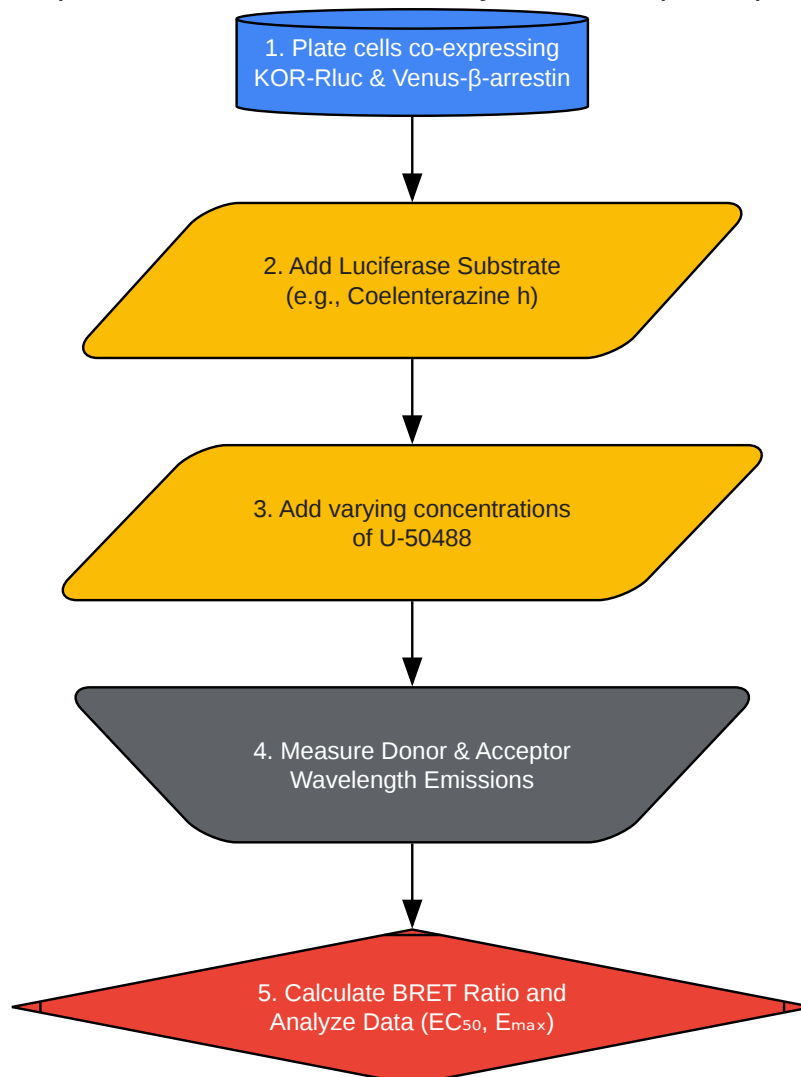 1. Plate cells co-expressing
KOR-Rluc & Venus-β-arrestin
2. Add Luciferase Substrate
(e.g., Coelenterazine h)
3. Add varying concentrations
of U-50488
4. Measure Donor & Acceptor
Wavelength Emissions
5. Calculate BRET Ratio and
Analyze Data (EC₅₀, Eₘₐₓ)